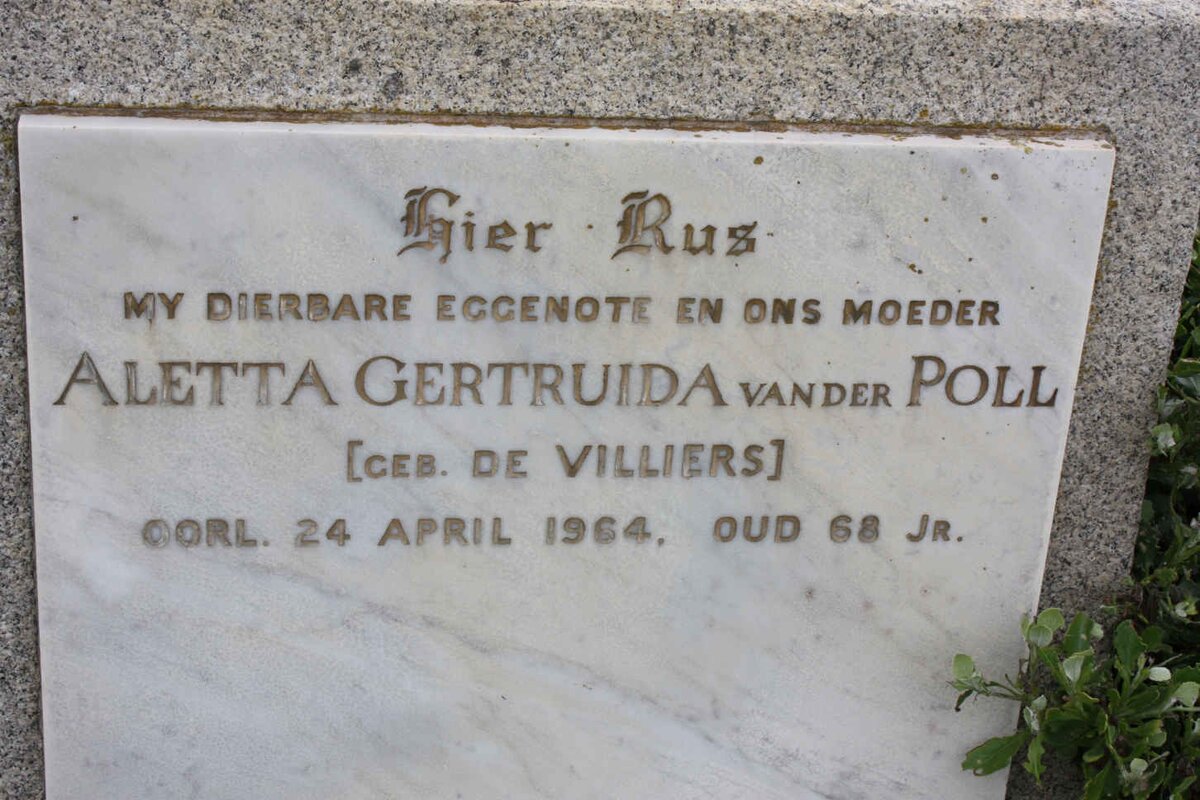 Hier Rus
MY DIERBARE EGGENOTE EN ONS MOEDER
ALETTA GERTRUIDA VAN DER POLL
[GEB. DE VILLIERS]
OORL. 24 APRIL 1964. OUD 68 JR.